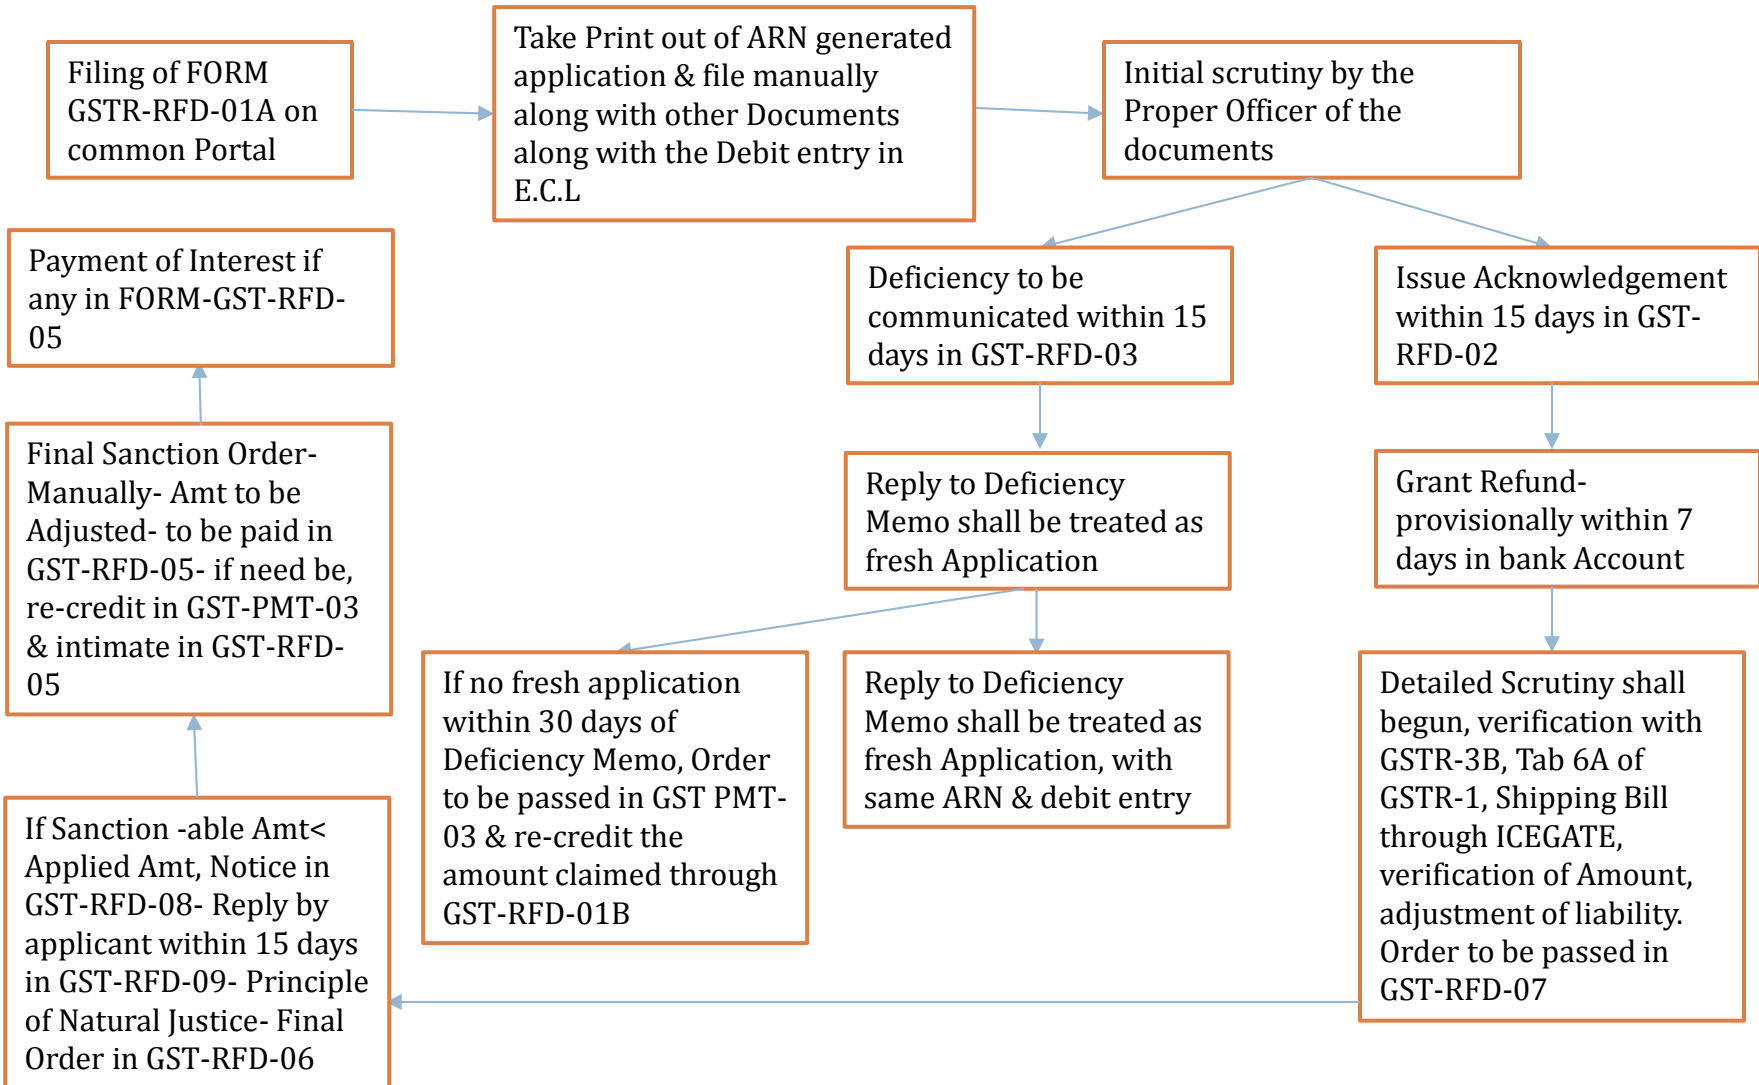 Filing of FORM
GSTR-RFD-01A on
common Portal
Take Print out of ARN generated
application & file manually
along with other Documents
along with the Debit entry in
E.C.L
Initial scrutiny by the
Proper Officer of the
documents
Payment of Interest if
any in FORM-GST-RFD-
05
Deficiency to be
communicated within 15
days in GST-RFD-03
Issue Acknowledgement
within 15 days in GST-
RFD-02
Final Sanction Order-
Manually- Amt to be
Adjusted- to be paid in
GST-RFD-05- if need be,
re-credit in GST-PMT-03
& intimate in GST-RFD-
05
Reply to Deficiency
Memo shall be treated as
fresh Application
Grant Refund-
provisionally within 7
days in bank Account
If no fresh application
within 30 days of
Deficiency Memo, Order
to be passed in GST PMT-
03 & re-credit the
amount claimed through
GST-RFD-01B
Reply to Deficiency
Memo shall be treated as
fresh Application, with
same ARN & debit entry
Detailed Scrutiny shall
begun, verification with
GSTR-3B, Tab 6A of
GSTR-1, Shipping Bill
through ICEGATE,
verification of Amount,
adjustment of liability.
Order to be passed in
GST-RFD-07
If Sanction -able Amt<
Applied Amt, Notice in
GST-RFD-08- Reply by
applicant within 15 days
in GST-RFD-09- Principle
of Natural Justice- Final
Order in GST-RFD-06